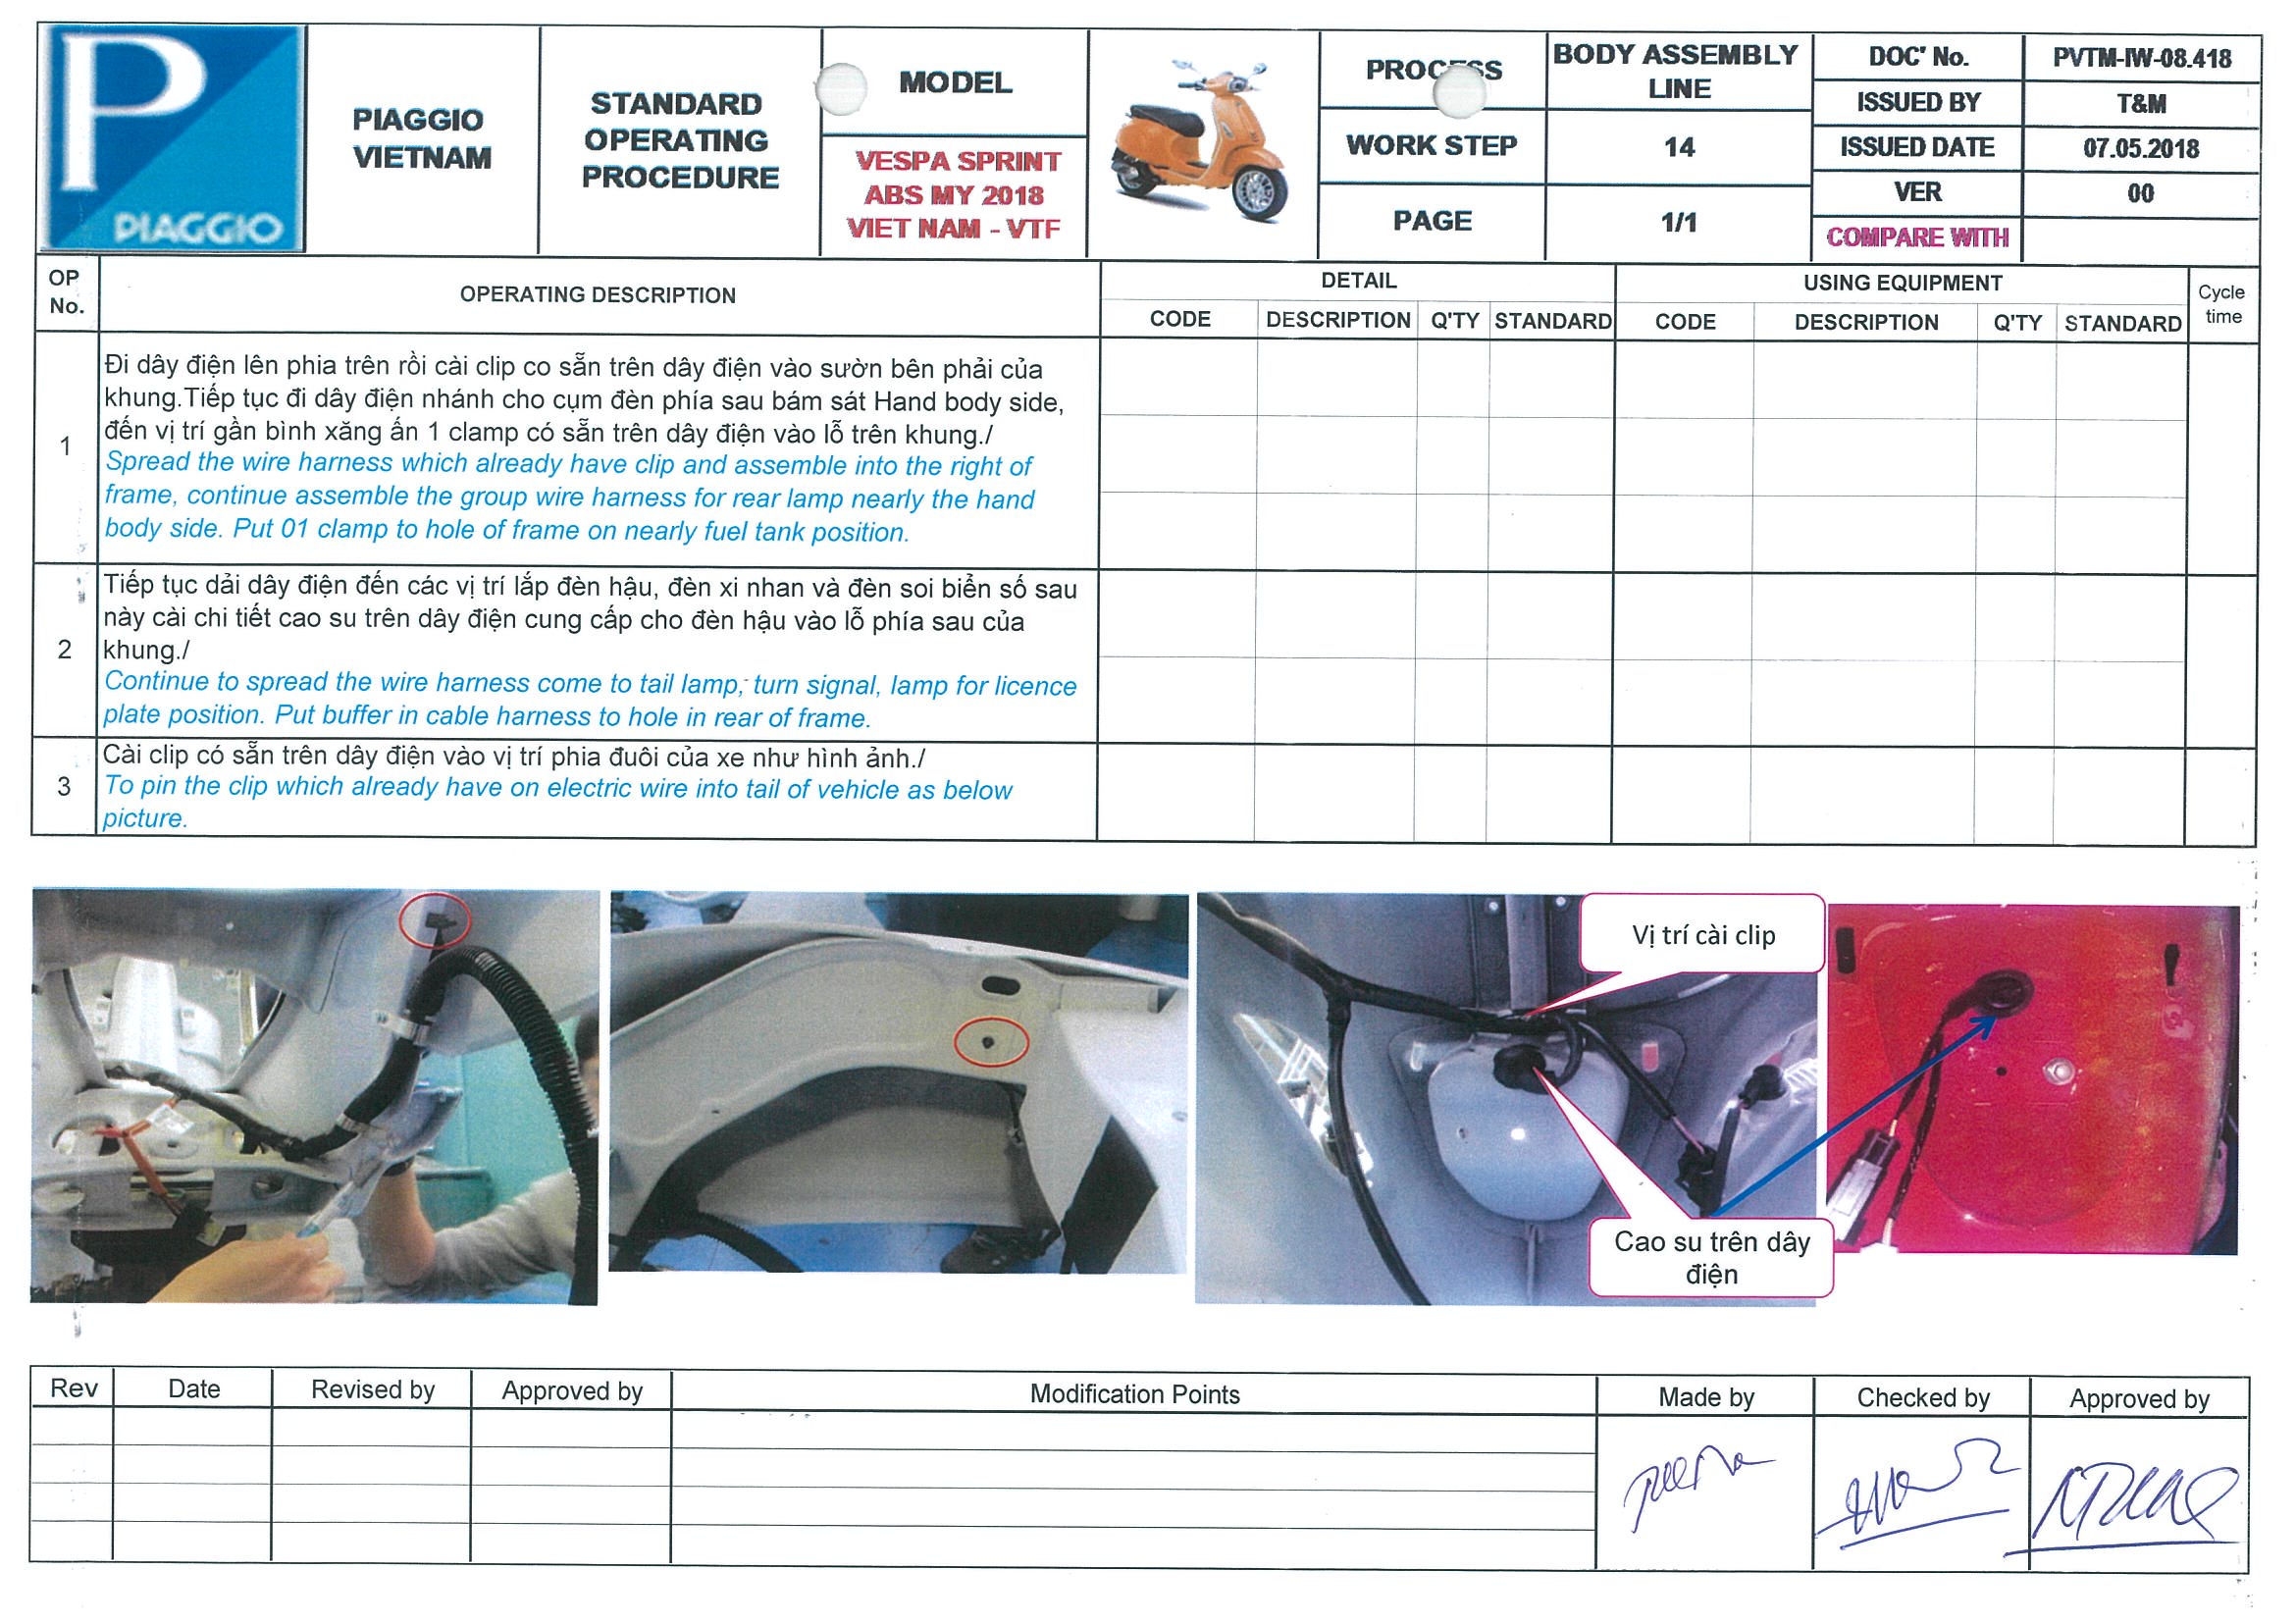 P
PIAGGIO
PIAGGIO
VIETNAM
STANDARD
OPERATING
PROCEDURE
MODEL
VESPA SPRINT
ABS MY 2018
VIET NAM - VTF
PROCESS
BODY ASSEMBLY
LINE
WORK STEP
14
PAGE
1/1
DOC' No.
PVTM-IW-08.418
ISSUED BY
T&M
ISSUED DATE
07.05.2018
VER
00
COMPARE WITH
OP
No.
OPERATING DESCRIPTION
DETAIL
USING EQUIPMENT
Cycle
time
CODE
DESCRIPTION
Q'TY
STANDARD
CODE
DESCRIPTION
Q'TY
STANDARD
1
Đi dây điện lên phia trên rồi cài clip co sẵn trên dây điện vào sườn bên phải của
khung.Tiếp tục đi dây điện nhánh cho cụm đèn phía sau bám sát Hand body side,
đến vị trí gần bình xăng ấn 1 clamp có sẵn trên dây điện vào lỗ trên khung./
Spread the wire harness which already have clip and assemble into the right of
frame, continue assemble the group wire harness for rear lamp nearly the hand
body side. Put 01 clamp to hole of frame on nearly fuel tank position.
2
Tiếp tục dải dây điện đến các vị trí lắp đèn hậu, đèn xi nhan và đèn soi biển số sau
này cài chi tiết cao su trên dây điện cung cấp cho đèn hậu vào lỗ phía sau của
khung./
Continue to spread the wire harness come to tail lamp, turn signal, lamp for licence
plate position. Put buffer in cable harness to hole in rear of frame.
3
Cài clip có sẵn trên dây điện vào vị trí phia đuôi của xe như hình ảnh./
To pin the clip which already have on electric wire into tail of vehicle as below
picture.
Vị trí cài clip
Cao su trên dây
điện
Rev
Date
Revised by
Approved by
Modification Points
Made by
Checked by
Approved by